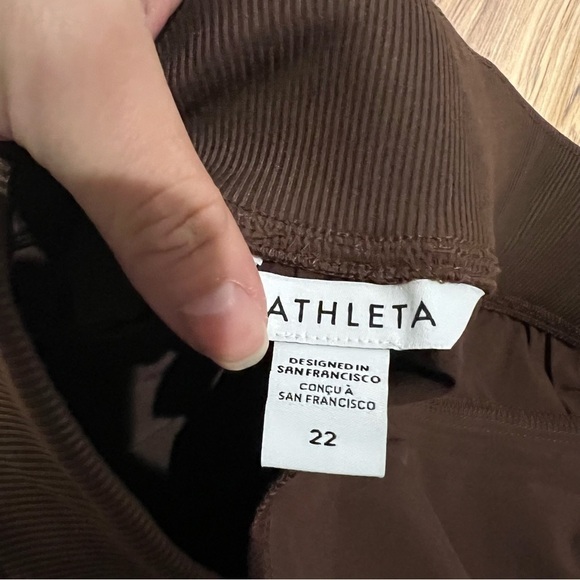 ATHLETA
DESIGNED IN
SAN FRANCISCO
CONÇU À
SAN FRANCISCO
22